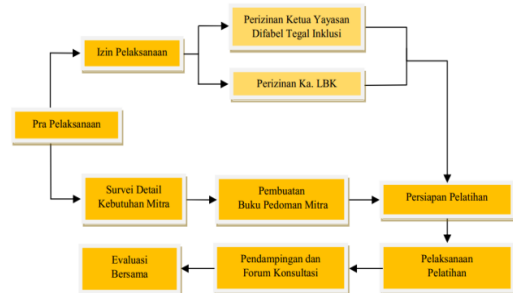 Perizinan Ketua Yayasan
Difabel Tegal Inklusi
Izin Pelaksanaan
Perizinan Ka. LBK
Pra Pelaksanaan
Survei Detail
Kebutuhan Mitra
Pembuatan
Buku Pedoman Mitra
Persiapan Pelatihan
Evaluasi
Bersama
Pendampingan dan
Forum Konsultasi
Pelaksanaan
Pelatihan